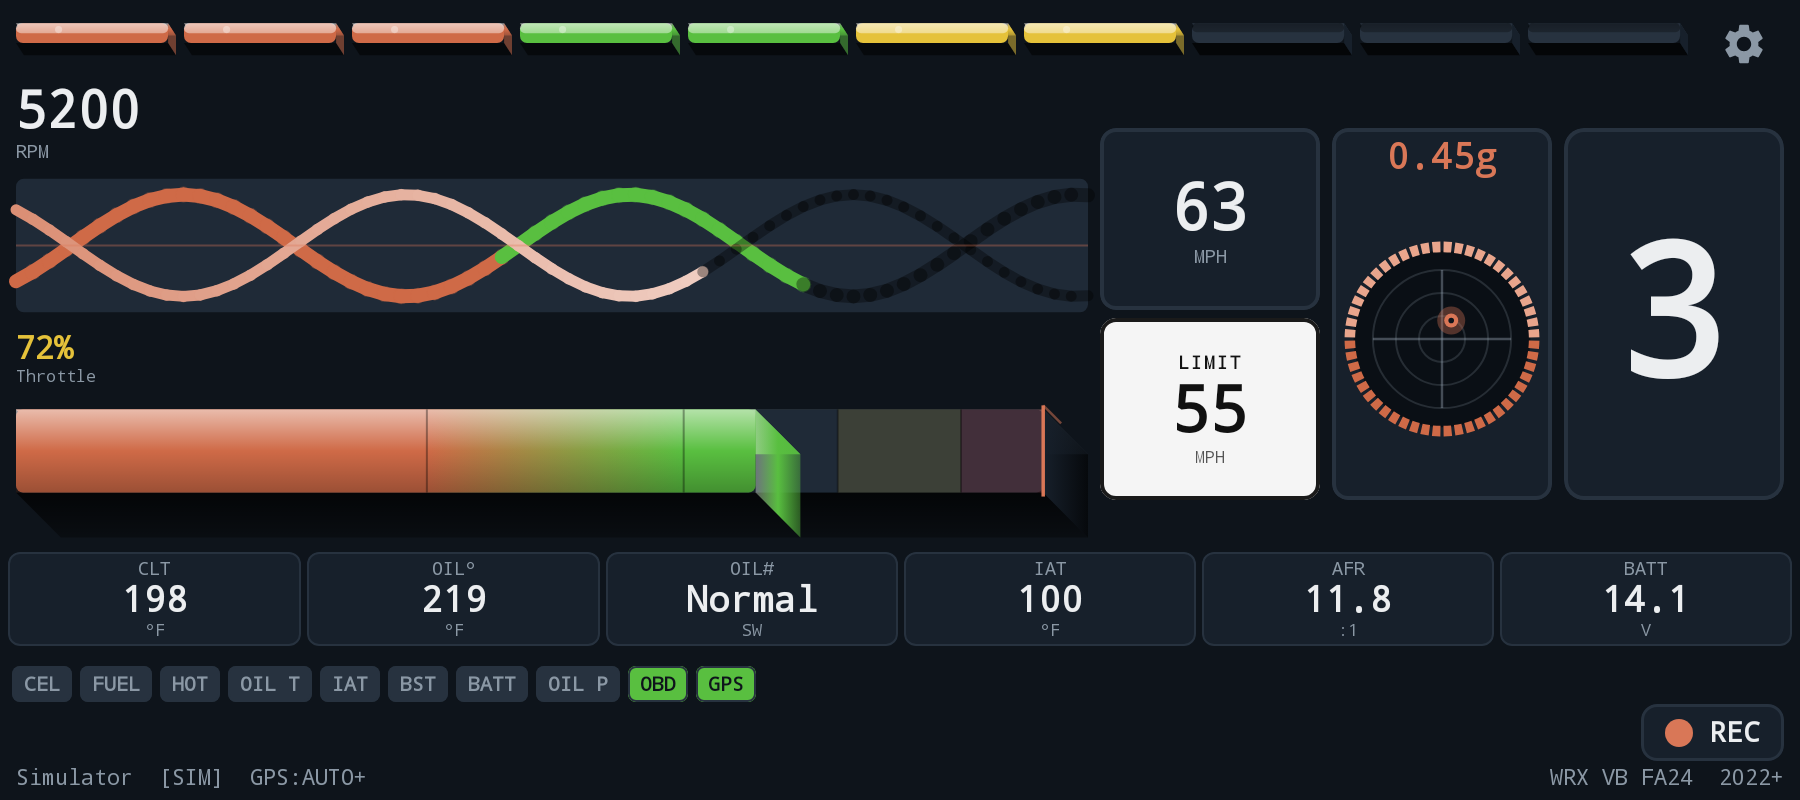 5200
RPM
72%
Throttle
63
MPH
LIMIT
55
MPH
0.45g
3
CLT
198
°F
OIL°
219
°F
OIL#
Normal
SW
IAT
100
°F
AFR
11.8
:1
BATT
14.1
V
CEL FUEL HOT OIL T IAT BST BATT OIL P OBD GPS
REC
Simulator [SIM] GPS:AUTO+
WRX VB FA24 2022+